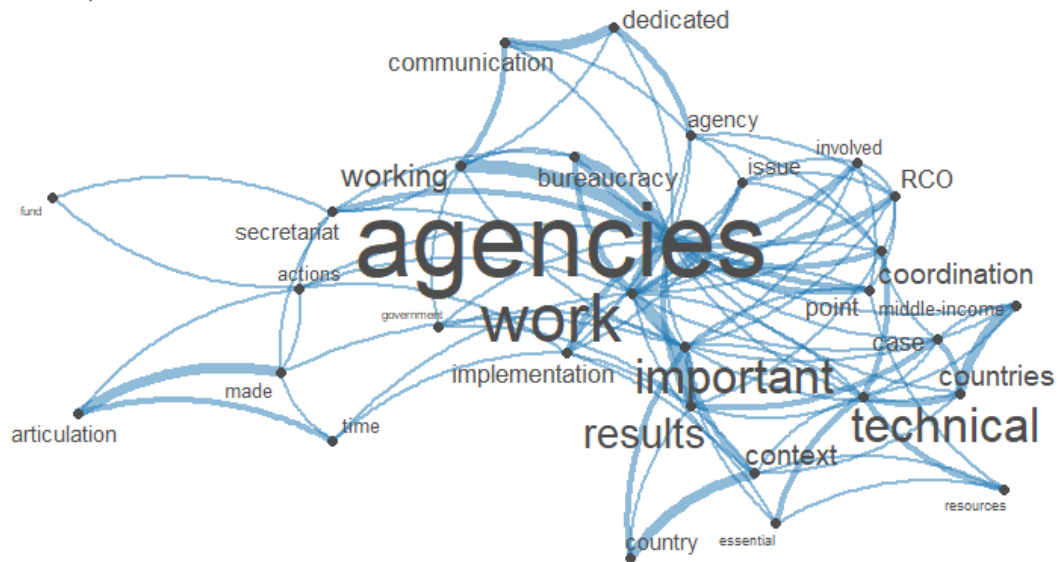 dedicated
communication
agency
involved
issue
working
bureaucracy
RCO
fund
secretariat
agencies
actions
coordination
government
work
point
middle-income
case
implementation
important
countries
made
time
results
technical
articulation
context
resources
country
essential